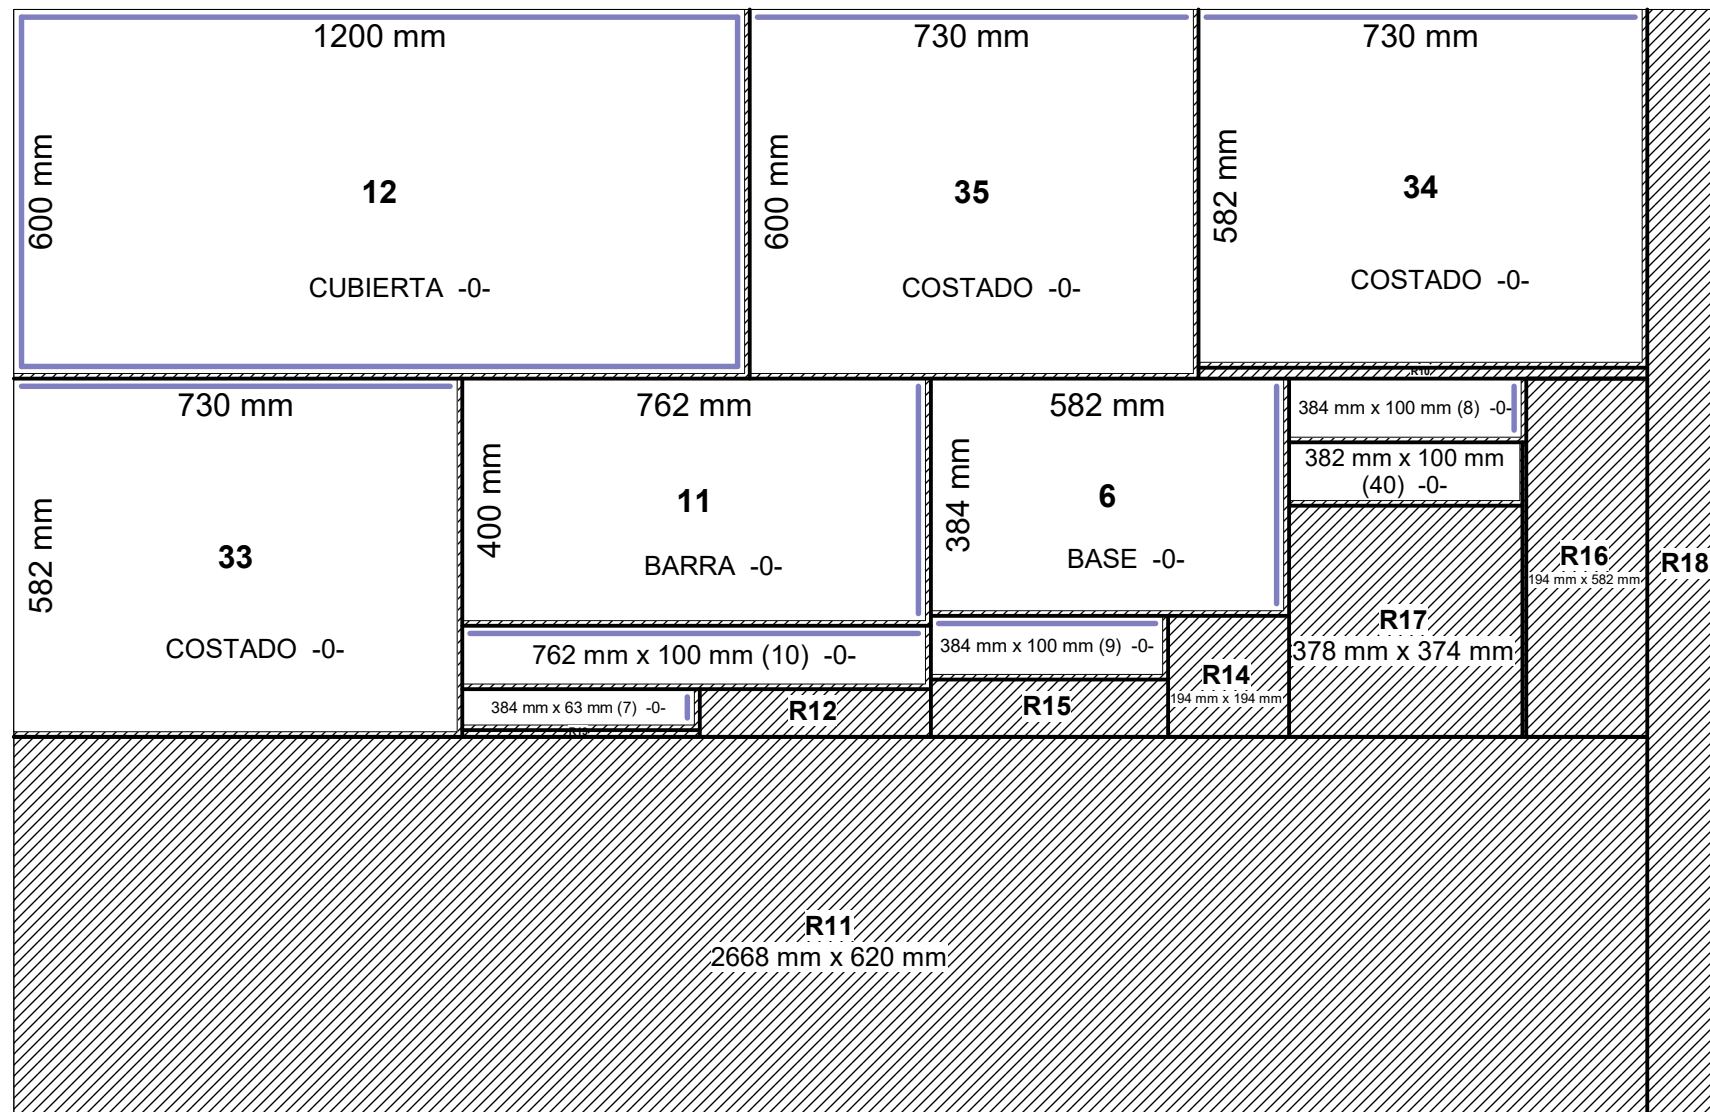 1200 mm
600 mm
12
CUBIERTA -0-
730 mm
600 mm
35
COSTADO -0-
730 mm
582 mm
34
COSTADO -0-
R10
730 mm
582 mm
33
COSTADO -0-
762 mm
400 mm
11
BARRA -0-
582 mm
384 mm
6
BASE -0-
384 mm x 100 mm (8) -0-
382 mm x 100 mm
(40) -0-
R16
194 mm x 582 mm
R18
R17
378 mm x 374 mm
762 mm x 100 mm (10) -0-
384 mm x 100 mm (9) -0-
R14
194 mm x 194 mm
384 mm x 63 mm (7) -0-
R12
R15
R13
R11
2668 mm x 620 mm